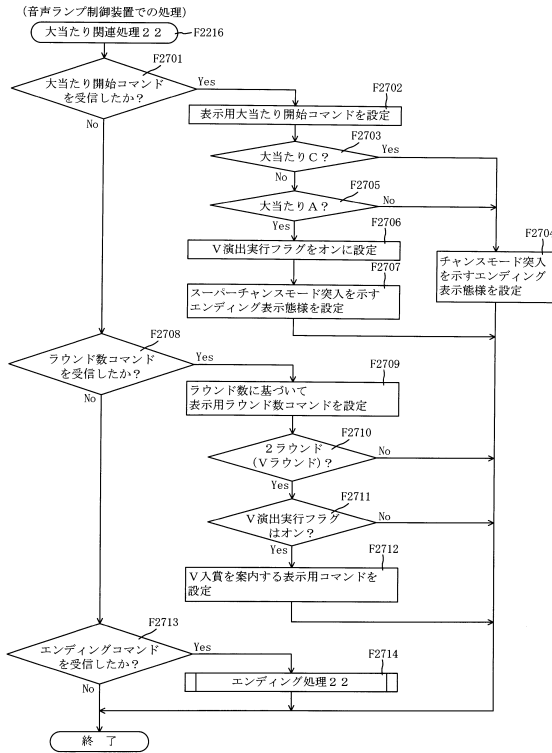 (音声ランプ制御装置での処理)
大当たり関連処理22
F2216
F2701
大当たり開始コマンド
を受信したか?
Yes
No
F2702
表示用大当たり開始コマンドを設定
F2703
大当たりC?
Yes
No
F2705
大当たりA?
No
Yes
F2706
V演出実行フラグをオンに設定
F2704
チャンスモード突入
を示すエンディング
表示態様を設定
F2707
スーパーチャンスモード突入を示す
エンディング表示態様を設定
F2708
ラウンド数コマンド
を受信したか?
Yes
No
F2709
ラウンド数に基づいて
表示用ラウンド数コマンドを設定
F2710
2ラウンド
(Vラウンド)?
No
Yes
F2711
V演出実行フラグ
はオン?
No
Yes
F2712
V入賞を案内する表示用コマンドを
設定
F2713
エンディングコマンド
を受信したか?
Yes
No
F2714
エンディング処理22
終 了